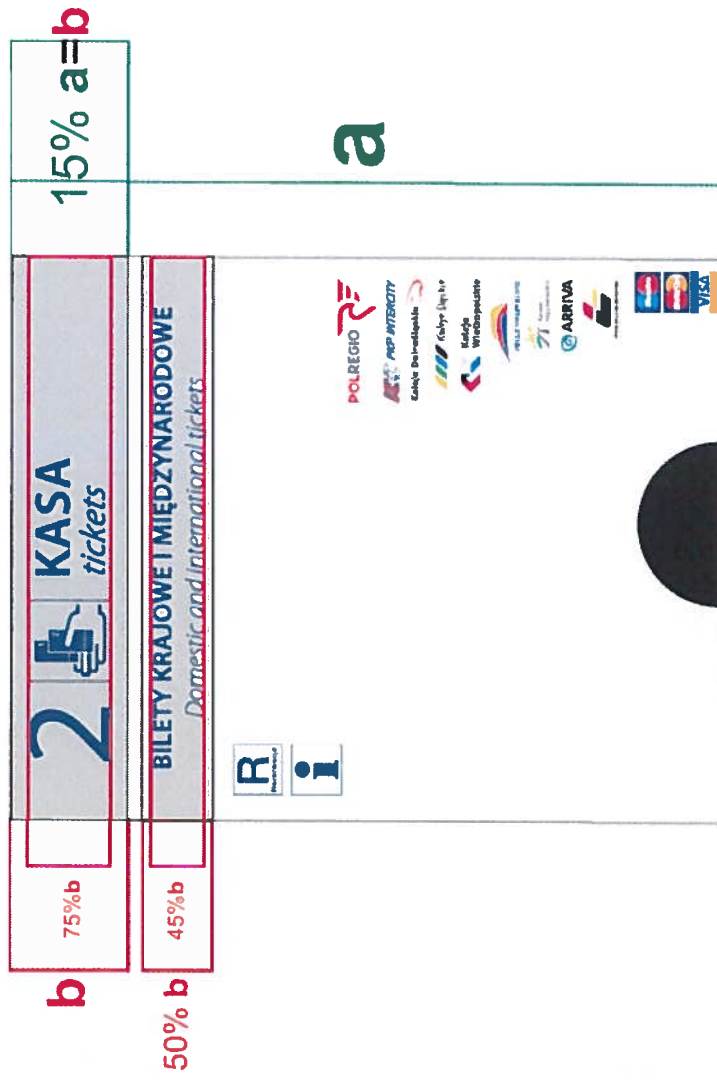 b 75%b 2 KASA 15% a=b
tickets
50% b 45%b BILETY KRAJOWE I MIĘDZYNARODOWE
Domestic and International tickets
R
i
a
POLREGIO
PKP INTERCITY
Koleje Dolnośląskie
Koleje Śląskie
Koleje
Wielkopolskie
ARRIVA
VISA